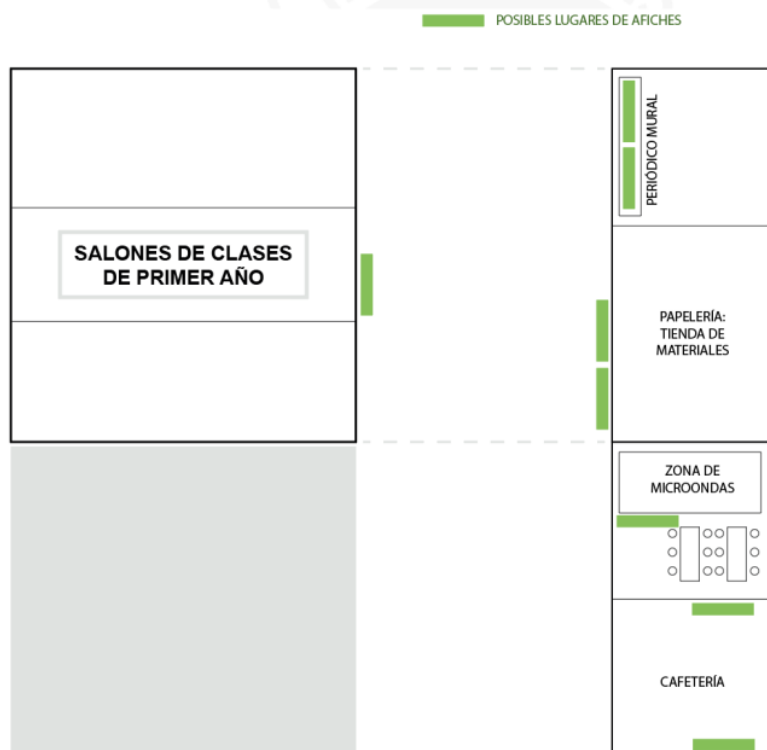 POSIBLES LUGARES DE AFICHES
PERIÓDICO MURAL
SALONES DE CLASES
DE PRIMER AÑO
PAPELERÍA:
TIENDA DE
MATERIALES
ZONA DE
MICROONDAS
CAFETERÍA